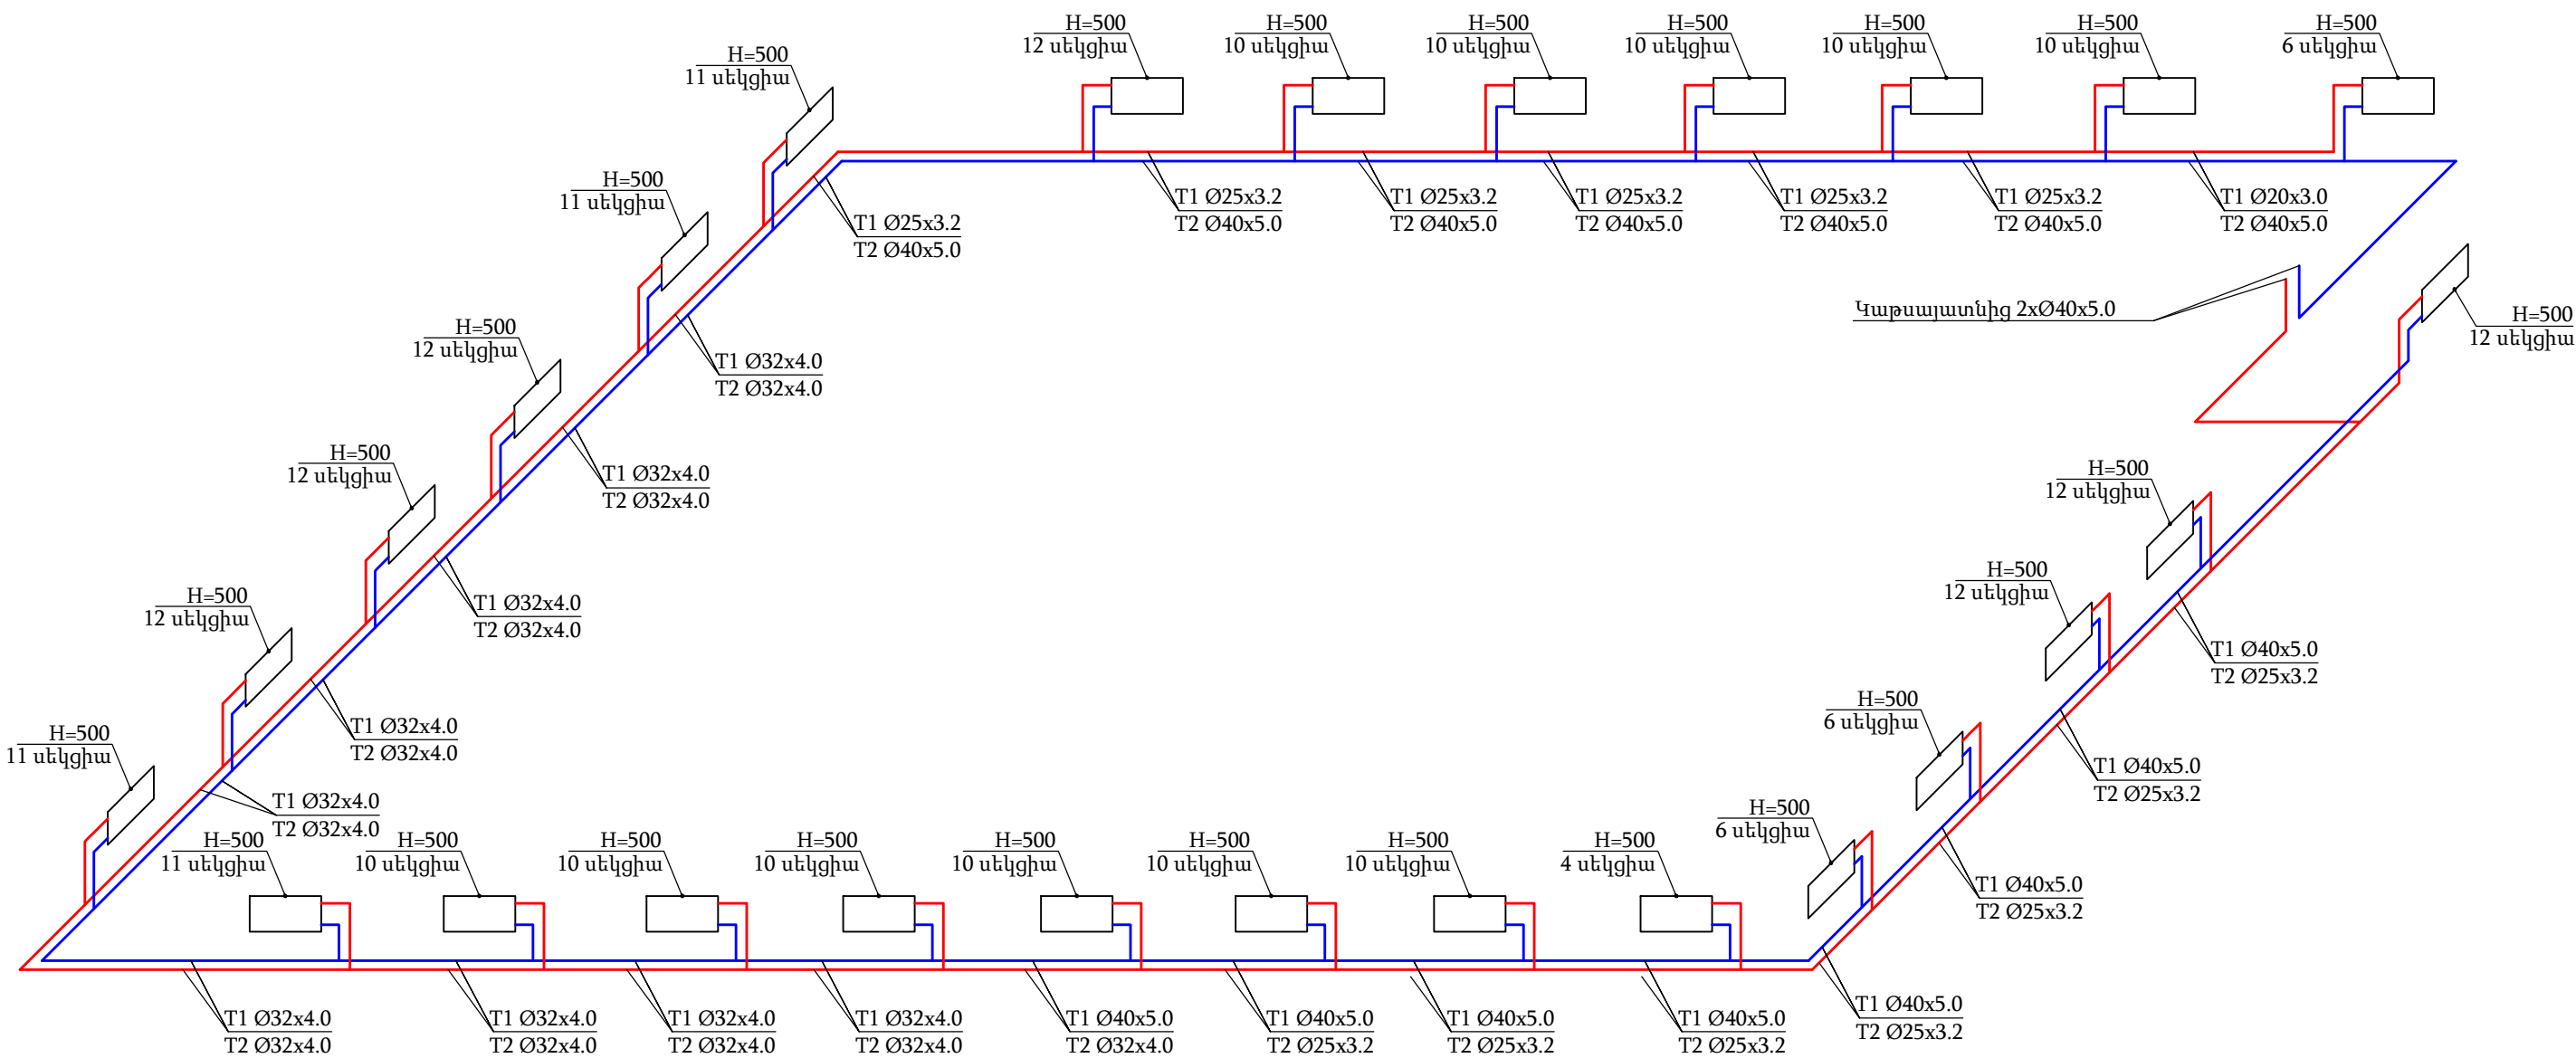 H=500
12 սեկցիա
H=500
10 սեկցիա
H=500
10 սեկցիա
H=500
10 սեկցիա
H=500
10 սեկցիա
H=500
10 սեկցիա
H=500
6 սեկցիա
H=500
11 սեկցիա
H=500
11 սեկցիա
T1 Ø25x3.2
T2 Ø40x5.0
T1 Ø25x3.2
T2 Ø40x5.0
T1 Ø25x3.2
T2 Ø40x5.0
T1 Ø25x3.2
T2 Ø40x5.0
T1 Ø25x3.2
T2 Ø40x5.0
T1 Ø20x3.0
T2 Ø40x5.0
T1 Ø25x3.2
T2 Ø40x5.0
Կաթսայատնից 2xØ40x5.0
H=500
12 սեկցիա
H=500
12 սեկցիա
T1 Ø32x4.0
T2 Ø32x4.0
H=500
12 սեկցիա
T1 Ø32x4.0
T2 Ø32x4.0
H=500
12 սեկցիա
H=500
12 սեկցիա
T1 Ø32x4.0
T2 Ø32x4.0
H=500
12 սեկցիա
T1 Ø40x5.0
T2 Ø25x3.2
H=500
11 սեկցիա
T1 Ø32x4.0
T2 Ø32x4.0
H=500
6 սեկցիա
T1 Ø40x5.0
T2 Ø25x3.2
T1 Ø32x4.0
T2 Ø32x4.0
H=500
6 սեկցիա
H=500
11 սեկցիա
H=500
10 սեկցիա
H=500
10 սեկցիա
H=500
10 սեկցիա
H=500
10 սեկցիա
H=500
10 սեկցիա
H=500
10 սեկցիա
H=500
4 սեկցիա
T1 Ø40x5.0
T2 Ø25x3.2
T1 Ø40x5.0
T2 Ø25x3.2
T1 Ø32x4.0
T2 Ø32x4.0
T1 Ø32x4.0
T2 Ø32x4.0
T1 Ø32x4.0
T2 Ø32x4.0
T1 Ø32x4.0
T2 Ø32x4.0
T1 Ø40x5.0
T2 Ø32x4.0
T1 Ø40x5.0
T2 Ø25x3.2
T1 Ø40x5.0
T2 Ø25x3.2
T1 Ø40x5.0
T2 Ø25x3.2